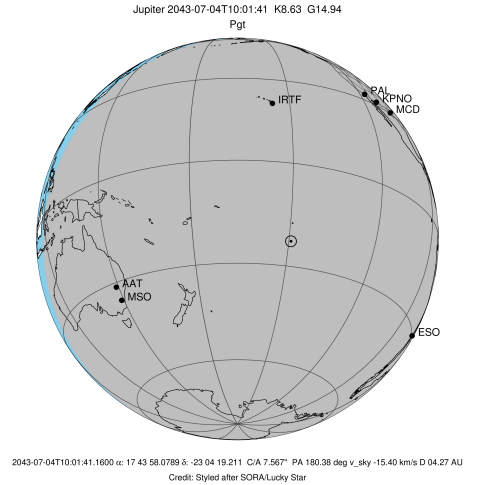 Jupiter 2043-07-04T10:01:41 K8.63 G14.94
Pgt
PAL
KPNO
MCD
IRTF
AAT
MSO
ESO
2043-07-04T10:01:41.1600 α: 17 43 58.0789 δ: -23 04 19.211 C/A 7.567" PA 180.38 deg v_sky -15.40 km/s D 04.27 AU
Credit: Styled after SORA/Lucky Star